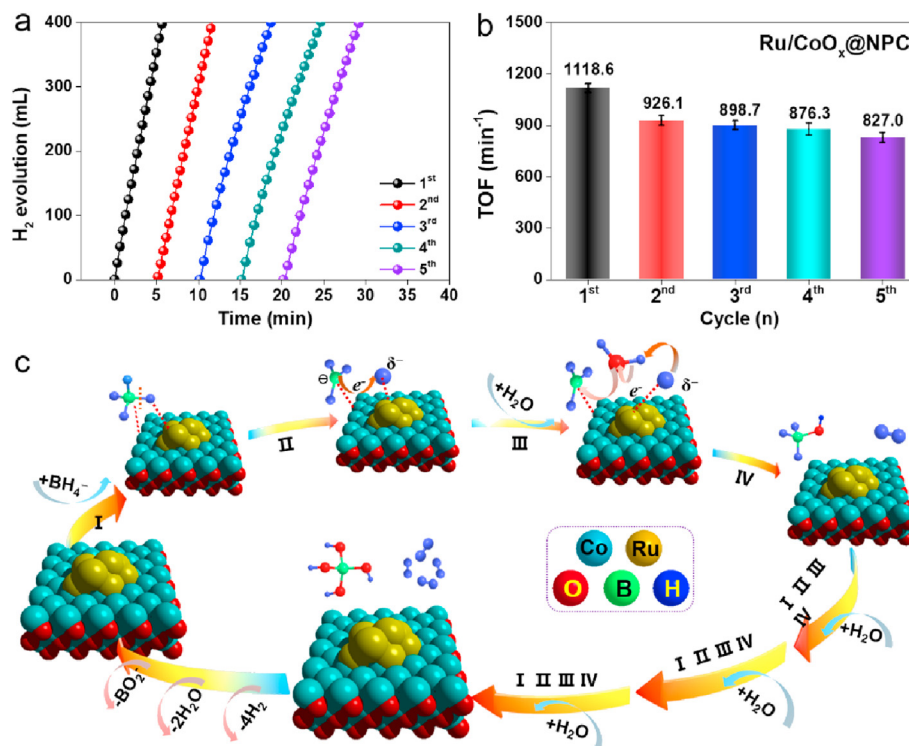 a
400
300
200
100
0
H₂ evolution (mL)
1st
2nd
3rd
4th
5th
0 5 10 15 20 25 30 35 40
Time (min)
b
Ru/CoOₓ@NPC
1500
1200
900
600
300
0
TOF (min⁻¹)
1118.6
926.1
898.7
876.3
827.0
1st 2nd 3rd 4th 5th
Cycle (n)
c
⊖
e⁻
δ⁻
II
+H₂O
III
e⁻
δ⁻
IV
+BH₄⁻
I
Co Ru
O B H
I II III
IV
+H₂O
I II III IV
+H₂O
I II III IV
+H₂O
-4H₂
-2H₂O
-BO₂⁻